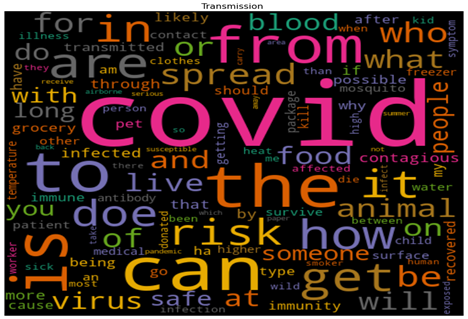 Transmission
for in from blood who after kid
illness do are transmitted contact or likely what when symptom
they have with am clothes spread area than if possible freezer
receive long through should carry mosquito people
airborne serious person package kill why
grocery other pet covid so high summer
temperature infected susceptible getting heat food contagious not
back to and there me affected my
you immune doe live the it infect water
antibody that die animal
patient of donated been by survive between child on recovered
worker is risk which how surface
sick being medical ha higher paper someone exposed
an can take pandemic go type smoker wild human get be
more most cause virus safe at infection immunity will